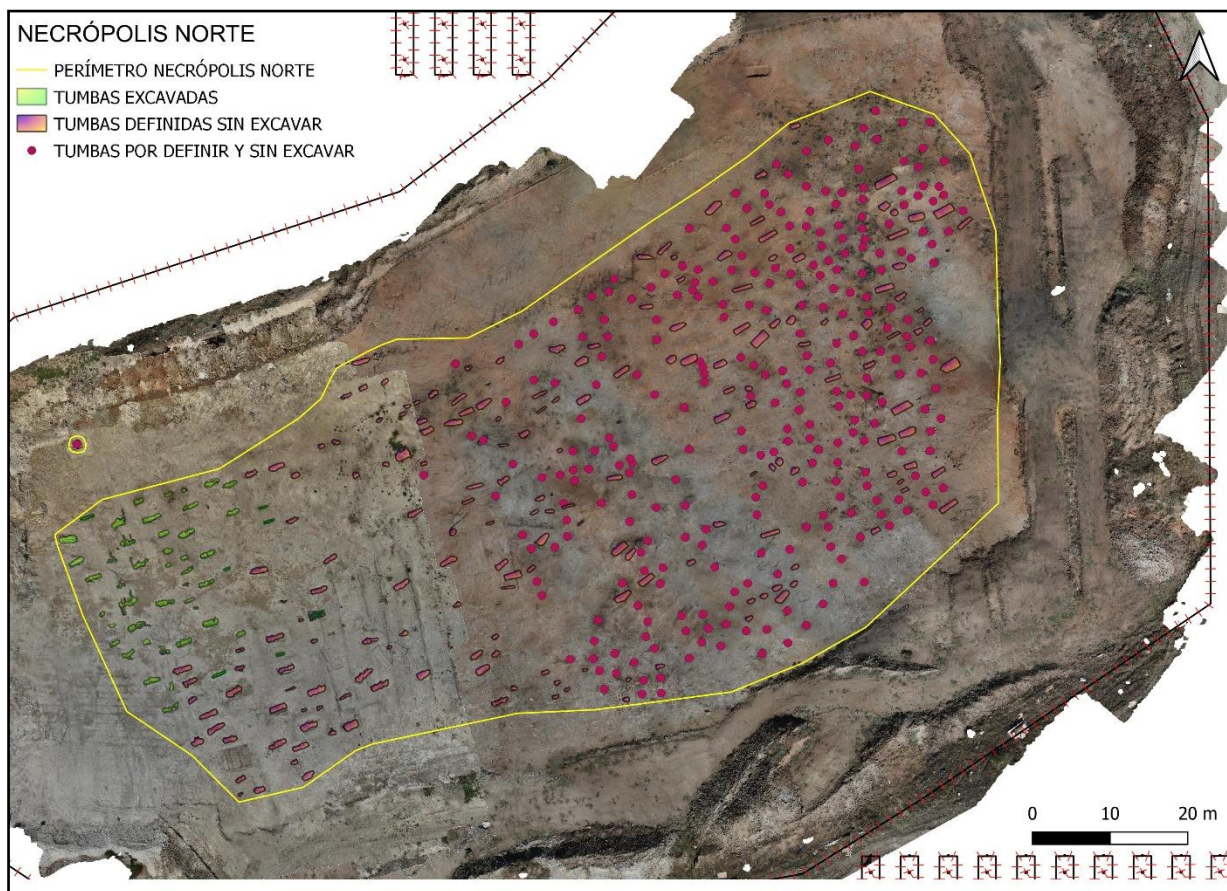 NECRÓPOLIS NORTE
PERÍMETRO NECRÓPOLIS NORTE
TUMBAS EXCAVADAS
TUMBAS DEFINIDAS SIN EXCAVAR
TUMBAS POR DEFINIR Y SIN EXCAVAR
0 10 20 m